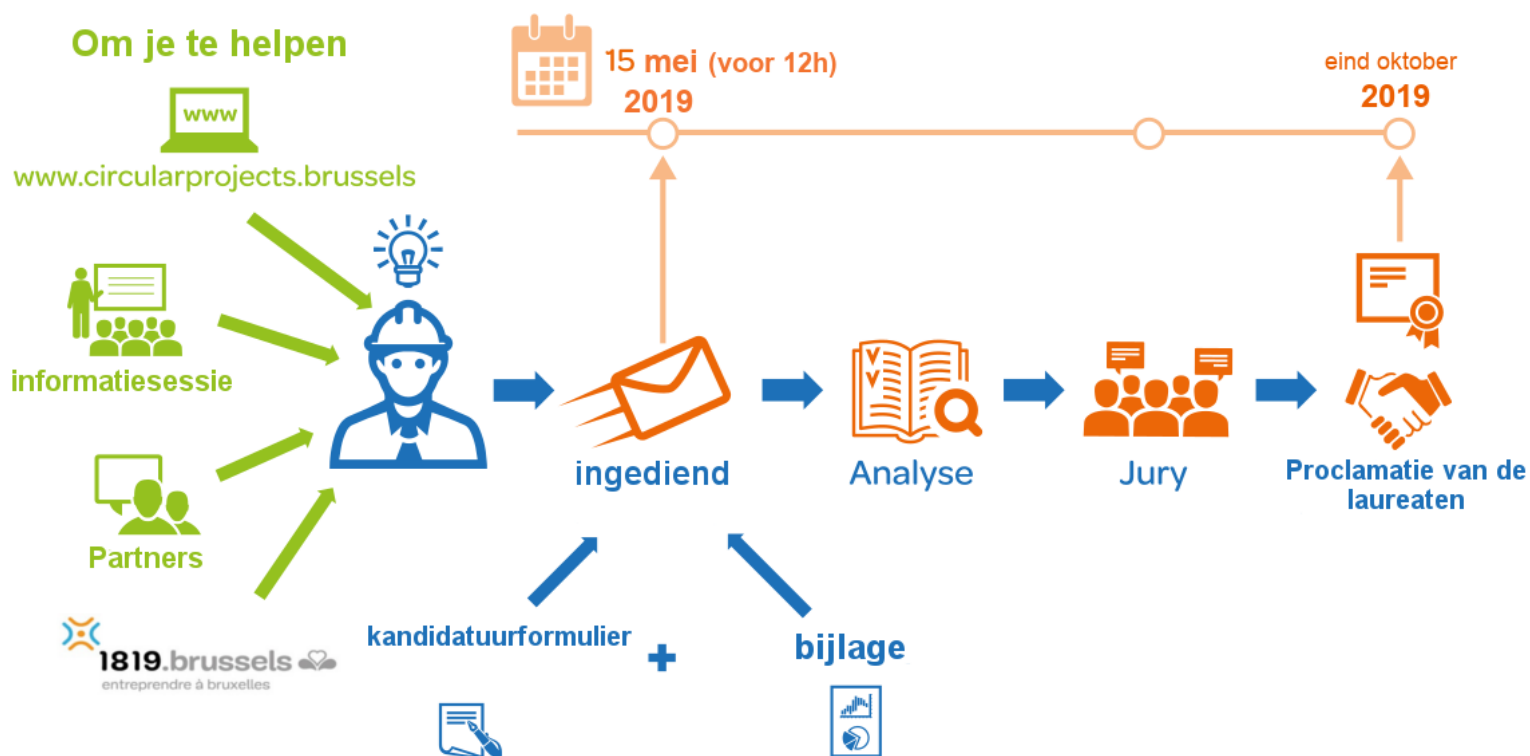 Om je te helpen
www
www.circularprojects.brussels
informatiesessie
Partners
1819.brussels
entreprendre à bruxelles
15 mei (voor 12h)
2019
eind oktober
2019
ingediend
Analyse
Jury
Proclamatie van de
laureaten
kandidatuurformulier
+
bijlage